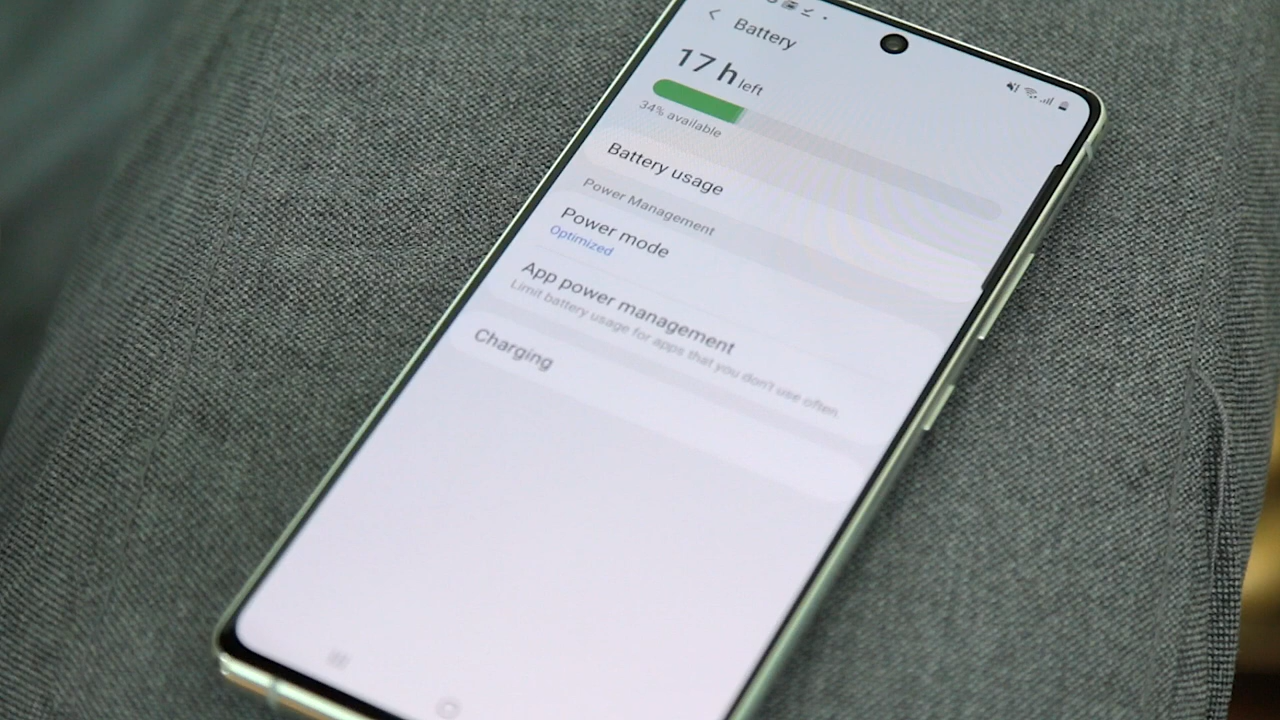 Battery
17 h left
34% available
Battery usage
Power Management
Power mode
Optimized
App power management
Limit battery usage for apps that you don't use often.
Charging